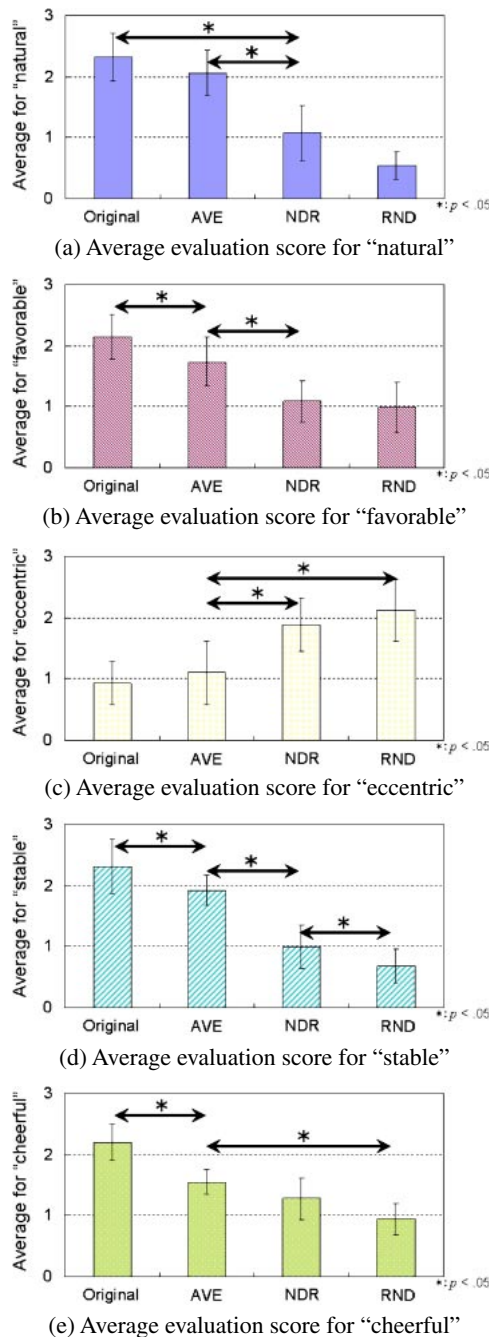 3
*
*
2
1
0
Average for "natural"
Original AVE NDR RND
*: p < .05
(a) Average evaluation score for “natural”
3
*
*
2
1
0
Average for "favorable"
Original AVE NDR RND
*: p < .05
(b) Average evaluation score for “favorable”
3
*
*
2
1
0
Average for "eccentric"
Original AVE NDR RND
*: p < .05
(c) Average evaluation score for “eccentric”
3
*
*
2
*
1
0
Average for "stable"
Original AVE NDR RND
*: p < .05
(d) Average evaluation score for “stable”
3
*
*
2
1
0
Average for "cheerful"
Original AVE NDR RND
*: p < .05
(e) Average evaluation score for “cheerful”